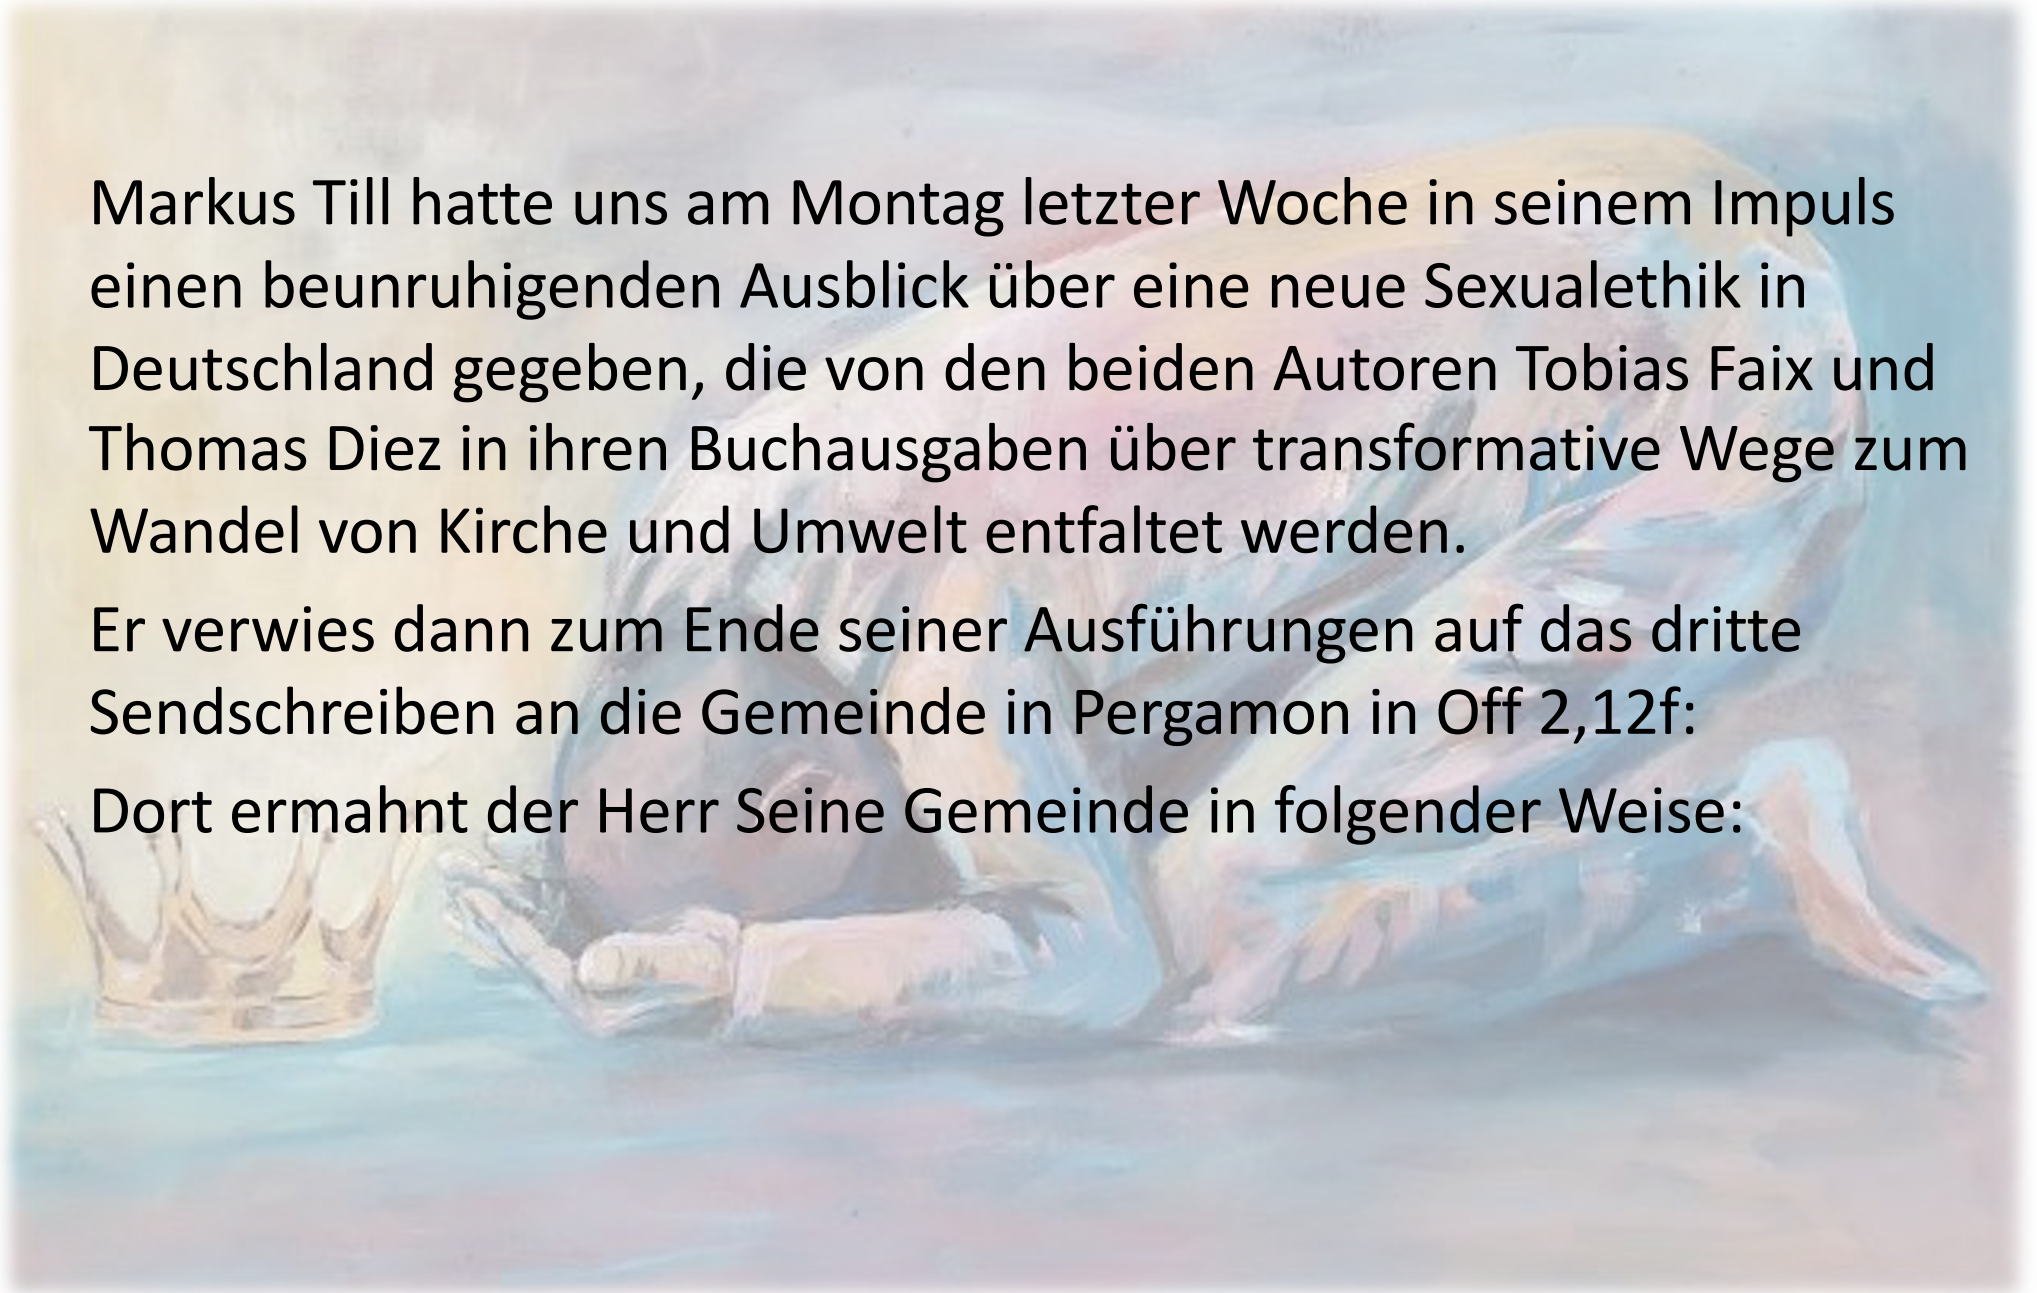 Markus Till hatte uns am Montag letzter Woche in seinem Impuls
einen beunruhigenden Ausblick über eine neue Sexualethik in
Deutschland gegeben, die von den beiden Autoren Tobias Faix und
Thomas Diez in ihren Buchausgaben über transformative Wege zum
Wandel von Kirche und Umwelt entfaltet werden.
Er verwies dann zum Ende seiner Ausführungen auf das dritte
Sendschreiben an die Gemeinde in Pergamon in Off 2,12f:
Dort ermahnt der Herr Seine Gemeinde in folgender Weise: